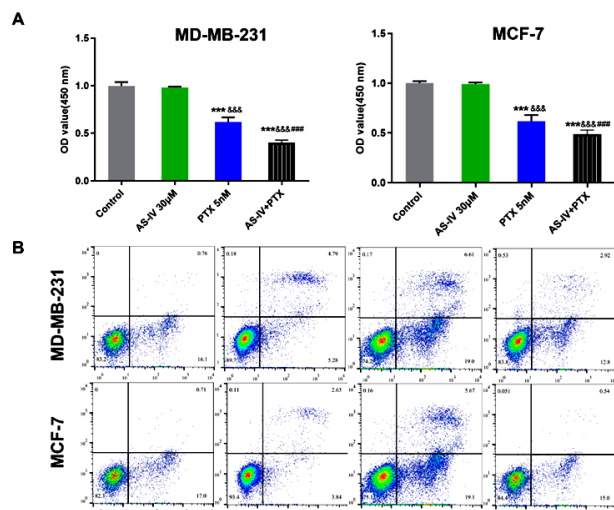 A
MD-MB-231
MCF-7
OD value(450 nm)
1.5
1.0
0.5
0.0
*** &&&
***&&&###
Control
AS-IV 30μM
PTX 5nM
AS-IV+PTX
OD value(450 nm)
1.5
1.0
0.5
0.0
*** &&&
***&&&###
Control
AS-IV 30μM
PTX 5nM
AS-IV+PTX
B
MD-MB-231
0 0.76
16.1
0.18 4.79
5.28
0.17 6.61
19.0
0.53 2.92
12.8
MCF-7
0 0.71
17.0
0.11 2.63
3.84
0.16 5.67
19.1
0.051 0.54
15.0